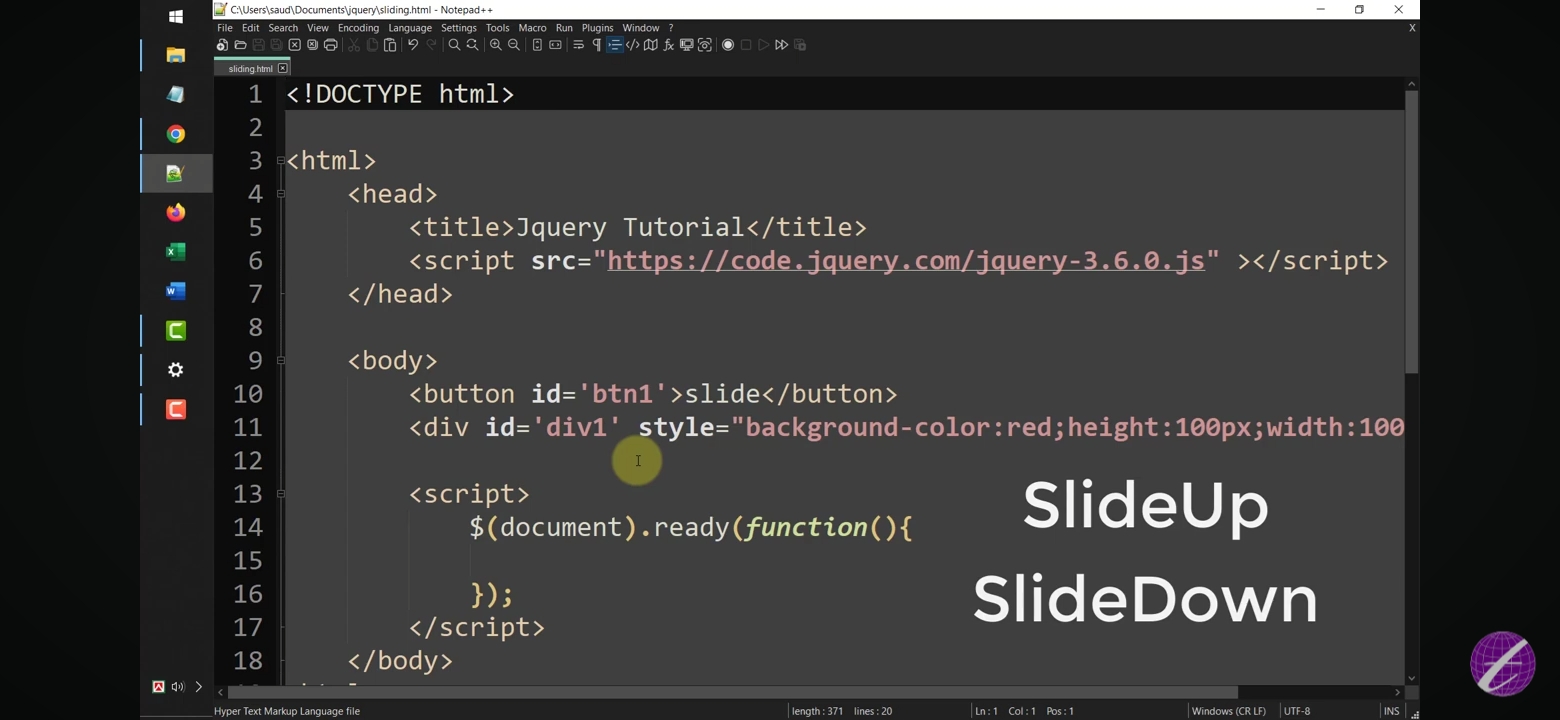 C:\Users\saud\Documents\jquery\sliding.html - Notepad++
File Edit Search View Encoding Language Settings Tools Macro Run Plugins Window ? X
sliding.html
1 <!DOCTYPE html>
2
3 <html>
4 <head>
5 <title>Jquery Tutorial</title>
6 <script src="https://code.jquery.com/jquery-3.6.0.js" ></script>
7 </head>
8
9 <body>
10 <button id='btn1'>slide</button>
11 <div id='div1' style="background-color:red;height:100px;width:100
12
13 <script>
14 $(document).ready(function(){
15
16 });
17 </script>
18 </body>
SlideUp
SlideDown
Hyper Text Markup Language file length : 371 lines : 20 Ln : 1 Col : 1 Pos : 1 Windows (CR LF) UTF-8 INS